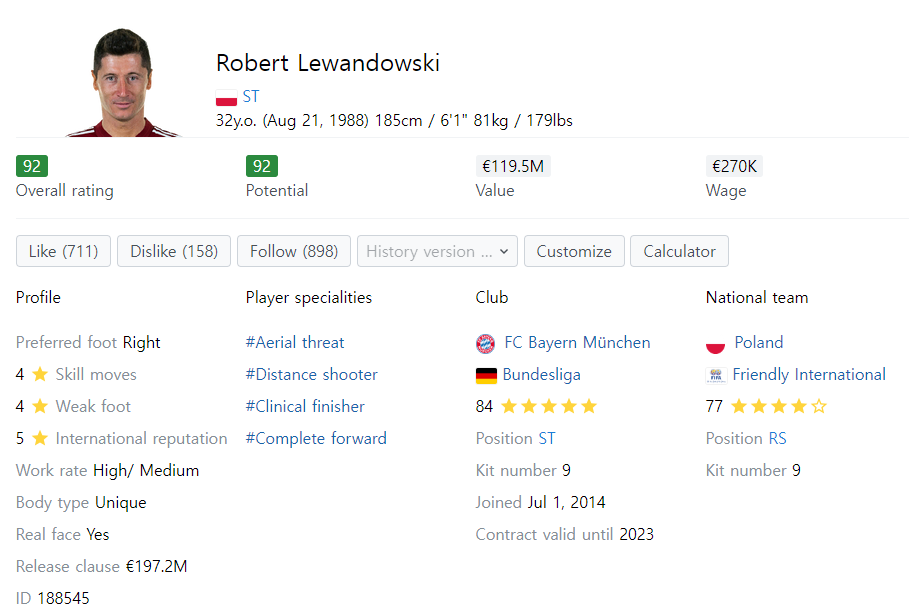 Robert Lewandowski
ST
32y.o. (Aug 21, 1988) 185cm / 6'1" 81kg / 179lbs
92 92 €119.5M €270K
Overall rating Potential Value Wage
Like (711) Dislike (158) Follow (898) History version ... Customize Calculator
Profile
Preferred foot Right
4 Skill moves
4 Weak foot
5 International reputation
Work rate High/ Medium
Body type Unique
Real face Yes
Release clause €197.2M
ID 188545
Player specialities
#Aerial threat
#Distance shooter
#Clinical finisher
#Complete forward
Club
FC Bayern München
Bundesliga
84
Position ST
Kit number 9
Joined Jul 1, 2014
Contract valid until 2023
National team
Poland
FIFA Friendly International
77
Position RS
Kit number 9